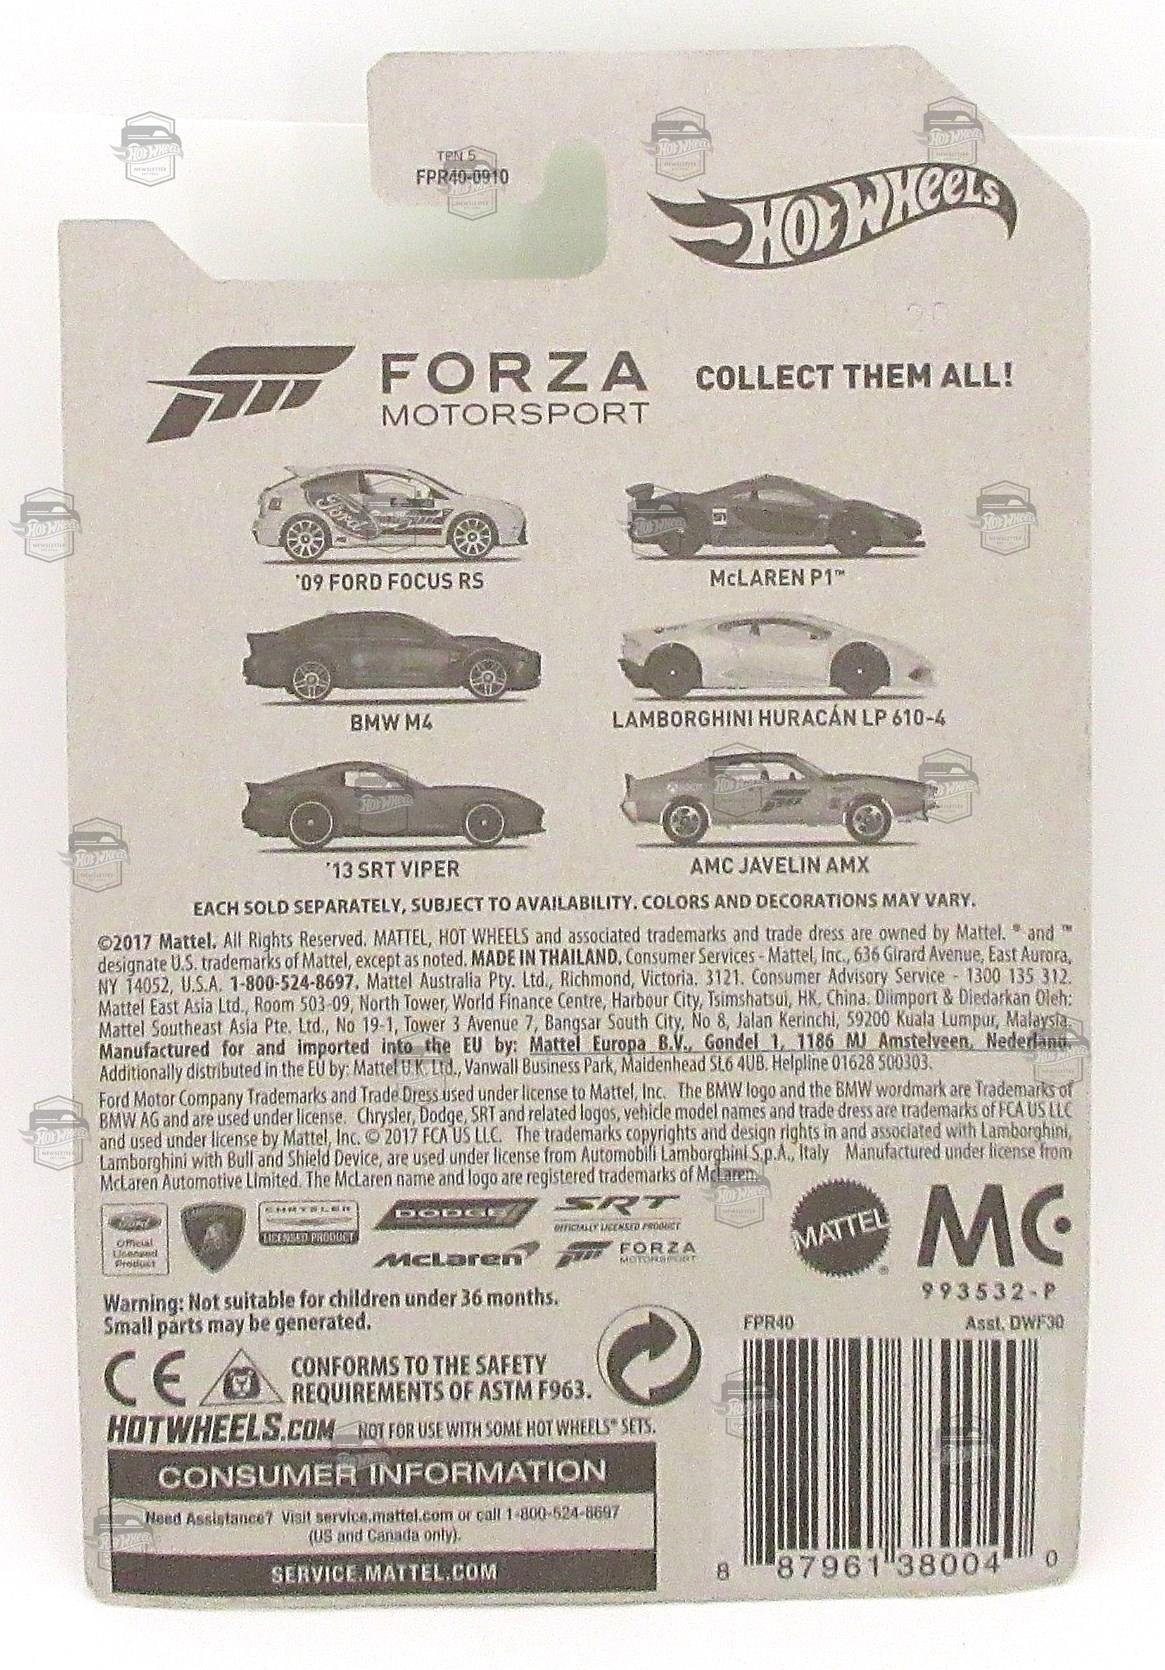 TPN 5
FPR40-0910
HOT WHEELS
FORZA
MOTORSPORT
COLLECT THEM ALL!
'09 FORD FOCUS RS
McLAREN P1™
BMW M4
LAMBORGHINI HURACÁN LP 610-4
'13 SRT VIPER
AMC JAVELIN AMX
EACH SOLD SEPARATELY, SUBJECT TO AVAILABILITY. COLORS AND DECORATIONS MAY VARY.
©2017 Mattel. All Rights Reserved. MATTEL, HOT WHEELS and associated trademarks and trade dress are owned by Mattel. ® and ™
designate U.S. trademarks of Mattel, except as noted. MADE IN THAILAND. Consumer Services - Mattel, Inc., 636 Girard Avenue, East Aurora,
NY 14052, U.S.A. 1-800-524-8697. Mattel Australia Pty. Ltd., Richmond, Victoria. 3121. Consumer Advisory Service - 1300 135 312.
Mattel East Asia Ltd., Room 503-09, North Tower, World Finance Centre, Harbour City, Tsimshatsui, HK, China. Diimport & Diedarkan Oleh:
Mattel Southeast Asia Pte. Ltd., No 19-1, Tower 3 Avenue 7, Bangsar South City, No 8, Jalan Kerinchi, 59200 Kuala Lumpur, Malaysia.
Manufactured for and imported into the EU by: Mattel Europa B.V., Gondel 1, 1186 MJ Amstelveen, Nederland.
Additionally distributed in the EU by: Mattel U.K. Ltd., Vanwall Business Park, Maidenhead SL6 4UB. Helpline 01628 500303.
Ford Motor Company Trademarks and Trade Dress used under license to Mattel, Inc. The BMW logo and the BMW wordmark are Trademarks of
BMW AG and are used under license. Chrysler, Dodge, SRT and related logos, vehicle model names and trade dress are trademarks of FCA US LLC
and used under license by Mattel, Inc. © 2017 FCA US LLC. The trademarks copyrights and design rights in and associated with Lamborghini,
Lamborghini with Bull and Shield Device, are used under license from Automobili Lamborghini S.p.A., Italy Manufactured under license from
McLaren Automotive Limited. The McLaren name and logo are registered trademarks of McLaren.
Ford
Official
Licensed
Product
CHRYSLER
LICENSED PRODUCT
DODGE
SRT
OFFICIALLY LICENSED PRODUCT
McLaren
FORZA
MOTORSPORT
MATTEL
MC
993532-P
Warning: Not suitable for children under 36 months.
Small parts may be generated.
CE
CONFORMS TO THE SAFETY
REQUIREMENTS OF ASTM F963.
HOTWHEELS.COM NOT FOR USE WITH SOME HOT WHEELS® SETS.
CONSUMER INFORMATION
Need Assistance? Visit service.mattel.com or call 1-800-524-8697
(US and Canada only).
SERVICE.MATTEL.COM
FPR40 Asst. DWF30
8 87961 38004 0